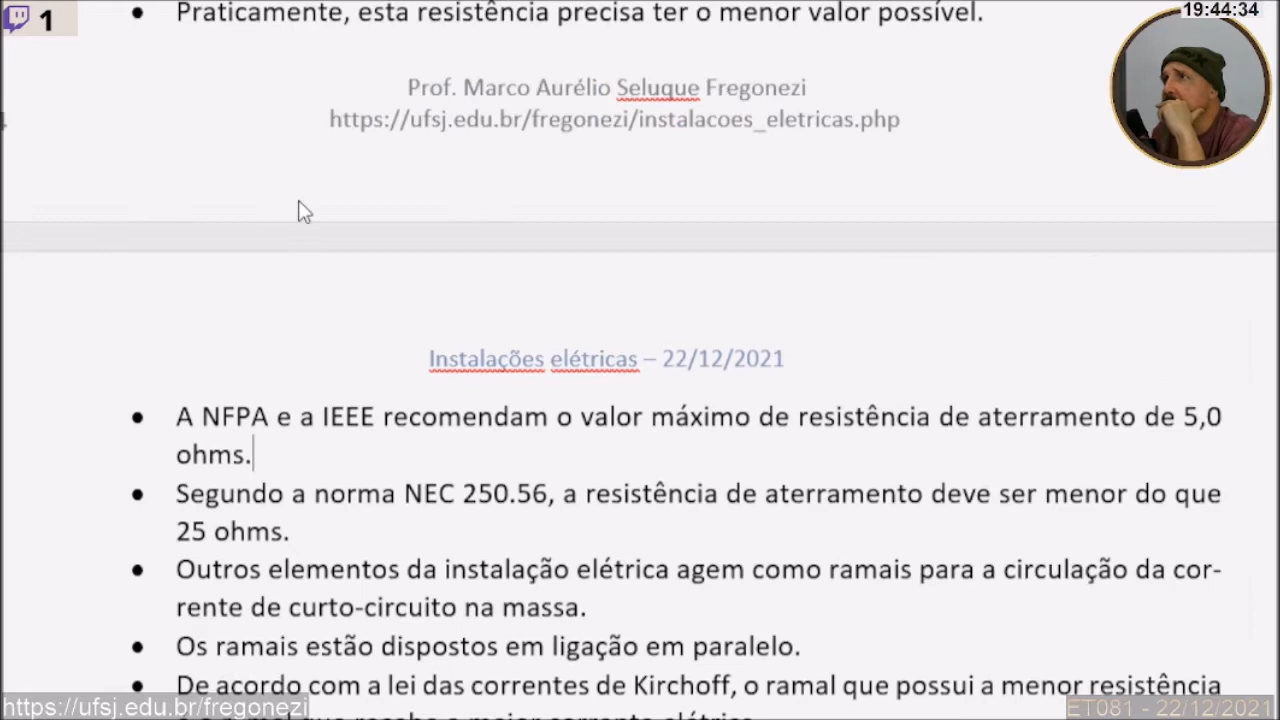 1
19:44:34
• Praticamente, esta resistência precisa ter o menor valor possível.
Prof. Marco Aurélio Seluque Fregonezi
https://ufsj.edu.br/fregonezi/instalacoes_eletricas.php
Instalações elétricas – 22/12/2021
• A NFPA e a IEEE recomendam o valor máximo de resistência de aterramento de 5,0
ohms.
• Segundo a norma NEC 250.56, a resistência de aterramento deve ser menor do que
25 ohms.
• Outros elementos da instalação elétrica agem como ramais para a circulação da cor-
rente de curto-circuito na massa.
• Os ramais estão dispostos em ligação em paralelo.
• De acordo com a lei das correntes de Kirchoff, o ramal que possui a menor resistência
https://ufsj.edu.br/fregonezi
ET081 - 22/12/2021